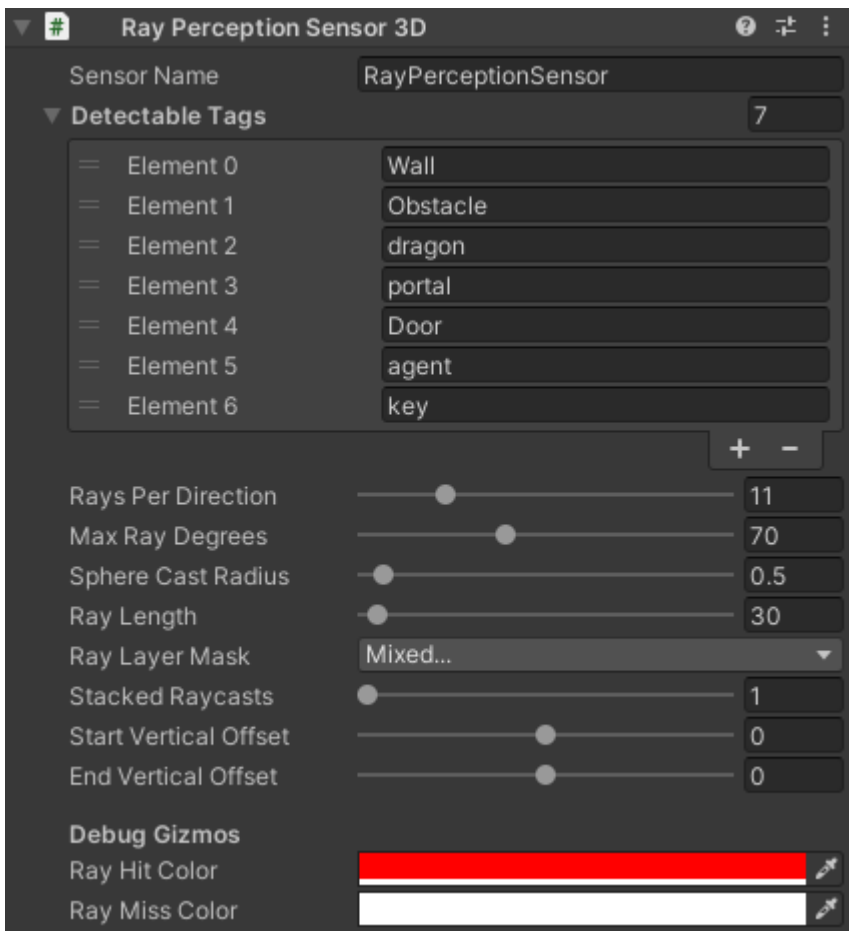 # Ray Perception Sensor 3D
Sensor Name RayPerceptionSensor
Detectable Tags 7
Element 0 Wall
Element 1 Obstacle
Element 2 dragon
Element 3 portal
Element 4 Door
Element 5 agent
Element 6 key
+ -
Rays Per Direction 11
Max Ray Degrees 70
Sphere Cast Radius 0.5
Ray Length 30
Ray Layer Mask Mixed...
Stacked Raycasts 1
Start Vertical Offset 0
End Vertical Offset 0
Debug Gizmos
Ray Hit Color
Ray Miss Color